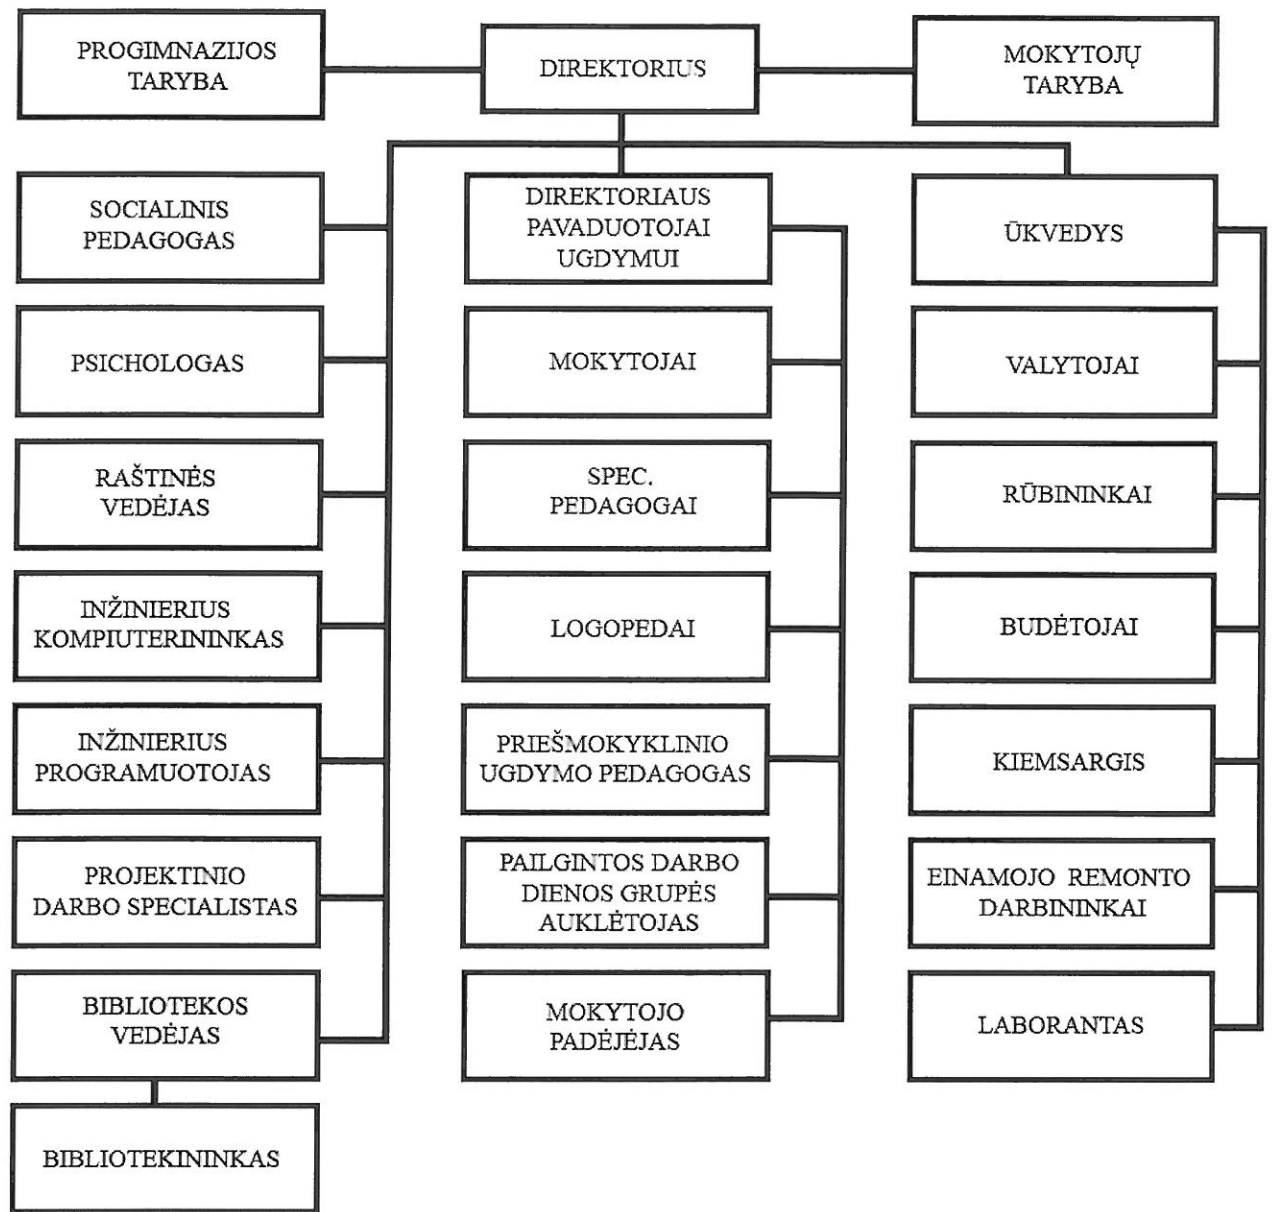 PROGIMNAZIJOS
TARYBA
DIREKTORIUS
MOKYTOJŲ
TARYBA
SOCIALINIS
PEDAGOGAS
DIREKTORIAUS
PAVADUOTOJAI
UGDYMUI
ŪKVEDYS
PSICHOLOGAS
MOKYTOJAI
VALYTOJAI
RAŠTINĖS
VEDĖJAS
SPEC.
PEDAGOGAI
RŪBININKAI
INŽINIERIUS
KOMPIUTERININKAS
LOGOPEDAI
BUDĖTOJAI
INŽINIERIUS
PROGRAMUOTOJAS
PRIEŠMOKYKLINIO
UGDYMO PEDAGOGAS
KIEMSARGIS
PROJEKTINIO
DARBO SPECIALISTAS
PAILGINTOS DARBO
DIENOS GRUPĖS
AUKLĖTOJAS
EINAMOJO REMONTO
DARBININKAI
BIBLIOTEKOS
VEDĖJAS
MOKYTOJO
PADĖJĖJAS
LABORANTAS
BIBLIOTEKININKAS